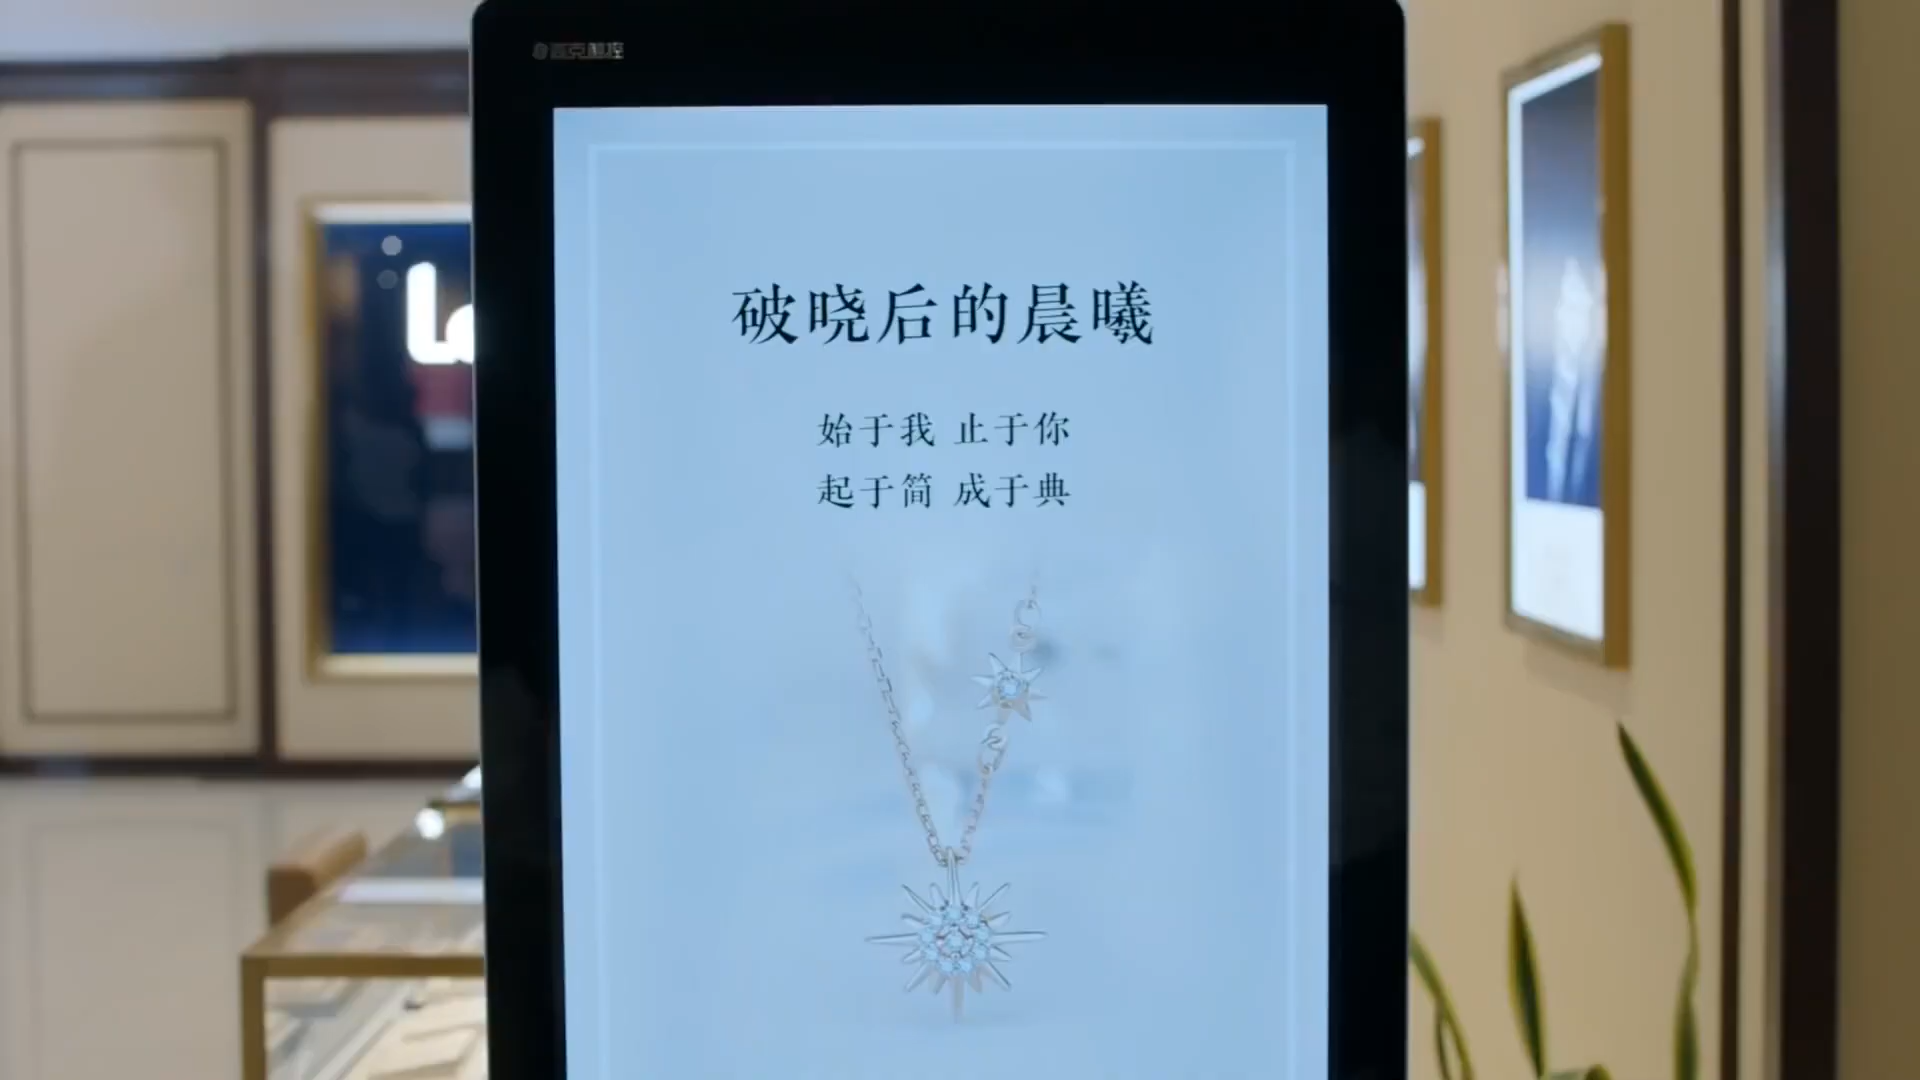 破晓后的晨曦
始于我 止于你
起于简 成于典